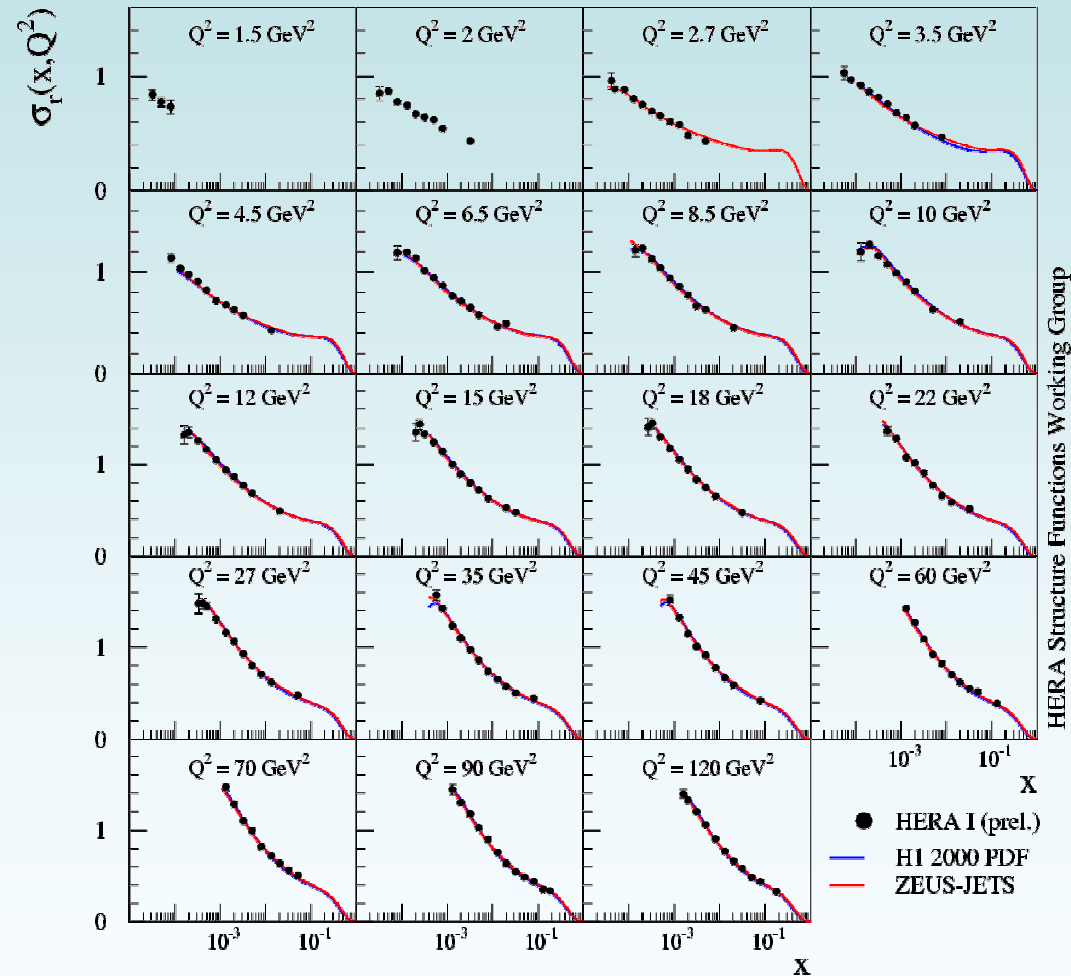 σr(x,Q²)
Q² = 1.5 GeV²
Q² = 2 GeV²
Q² = 2.7 GeV²
Q² = 3.5 GeV²
1
0
Q² = 4.5 GeV²
Q² = 6.5 GeV²
Q² = 8.5 GeV²
Q² = 10 GeV²
1
0
Q² = 12 GeV²
Q² = 15 GeV²
Q² = 18 GeV²
Q² = 22 GeV²
1
0
Q² = 27 GeV²
Q² = 35 GeV²
Q² = 45 GeV²
Q² = 60 GeV²
1
0
10⁻³ 10⁻¹
x
Q² = 70 GeV²
Q² = 90 GeV²
Q² = 120 GeV²
1
0
10⁻³ 10⁻¹ 10⁻³ 10⁻¹ 10⁻³ 10⁻¹
x
HERA I (prel.)
H1 2000 PDF
ZEUS-JETS
HERA Structure Functions Working Group